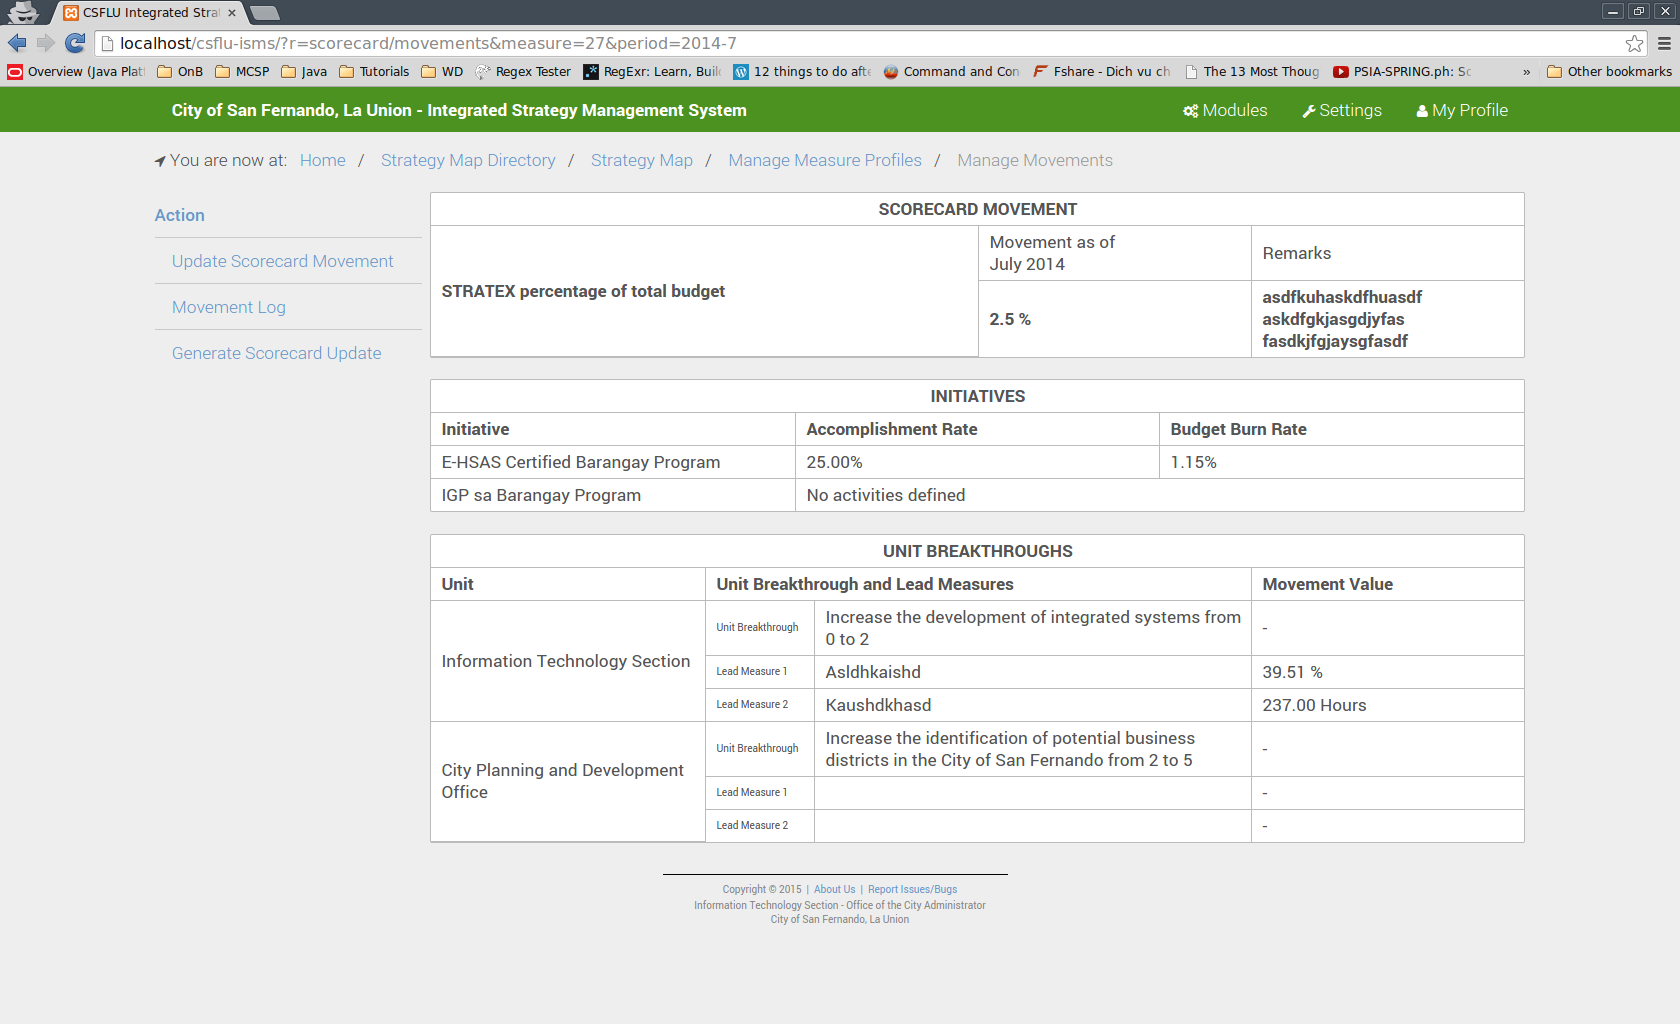 CSFLU Integrated Stra
localhost/csflu-isms/?r=scorecard/movements&measure=27&period=2014-7
Overview (Java Plat OnB MCSP Java Tutorials WD Regex Tester RegExr: Learn, Buil 12 things to do afte Command and Con Fshare - Dich vu ch The 13 Most Thoug PSIA-SPRING.ph: Sc » Other bookmarks
City of San Fernando, La Union - Integrated Strategy Management System Modules Settings My Profile
You are now at: Home / Strategy Map Directory / Strategy Map / Manage Measure Profiles / Manage Movements
Action
Update Scorecard Movement
Movement Log
Generate Scorecard Update
SCORECARD MOVEMENT
STRATEX percentage of total budget
Movement as of
July 2014
Remarks
2.5 %
asdfkuhaskdfhuasdf
askdfgkjasgdjyfas
fasdkjfgjaysgfasdf
INITIATIVES
Initiative Accomplishment Rate Budget Burn Rate
E-HSAS Certified Barangay Program 25.00% 1.15%
IGP sa Barangay Program No activities defined
UNIT BREAKTHROUGHS
Unit Unit Breakthrough and Lead Measures Movement Value
Information Technology Section
Unit Breakthrough Increase the development of integrated systems from
0 to 2 -
Lead Measure 1 Asldhkaishd 39.51 %
Lead Measure 2 Kaushdkhasd 237.00 Hours
City Planning and Development
Office
Unit Breakthrough Increase the identification of potential business
districts in the City of San Fernando from 2 to 5 -
Lead Measure 1 -
Lead Measure 2 -
Copyright © 2015 | About Us | Report Issues/Bugs
Information Technology Section - Office of the City Administrator
City of San Fernando, La Union